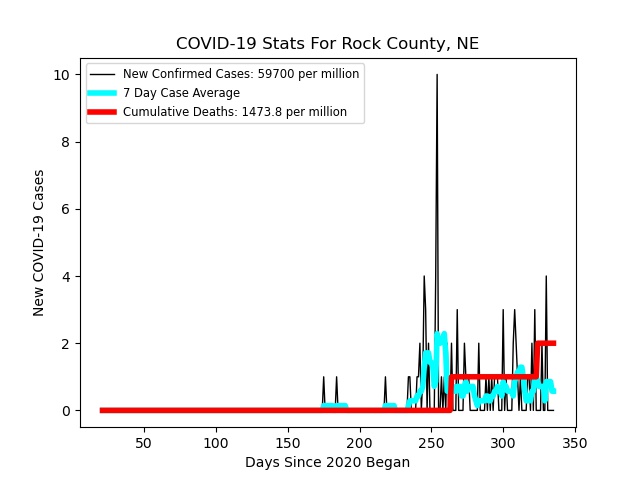 COVID-19 Stats For Rock County, NE
New Confirmed Cases: 59700 per million
7 Day Case Average
Cumulative Deaths: 1473.8 per million
New COVID-19 Cases
10
8
6
4
2
0
50 100 150 200 250 300 350
Days Since 2020 Began